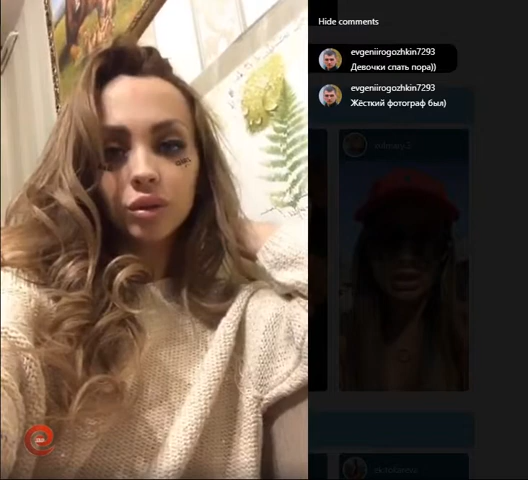 Hide comments
evgeniirogozhkin7293
Девочки спать пора))
evgeniirogozhkin7293
Жёсткий фотограф был)